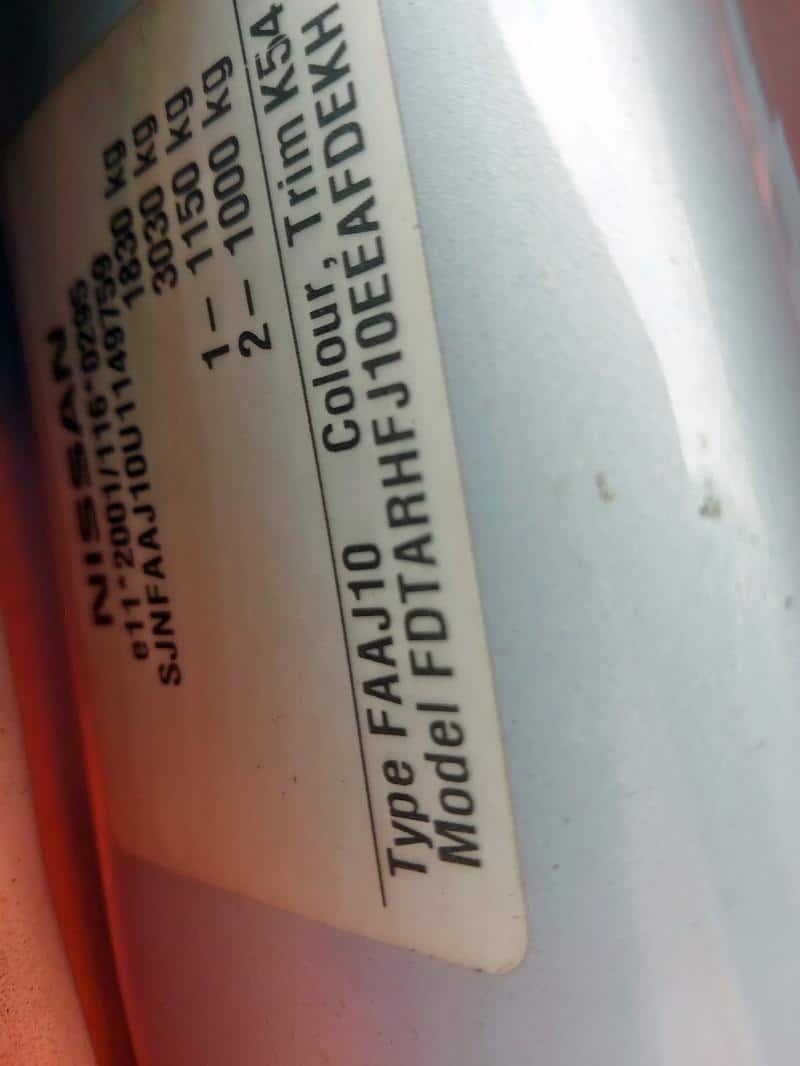 NISSAN
e11*2001/116*0295
SJNFAAJ10U1149759
1830 kg
3030 kg
1 – 1150 kg
2 – 1000 kg
Type FAAJ10 Colour, Trim K54
Model FDTARHFJ10EEAFDEKH